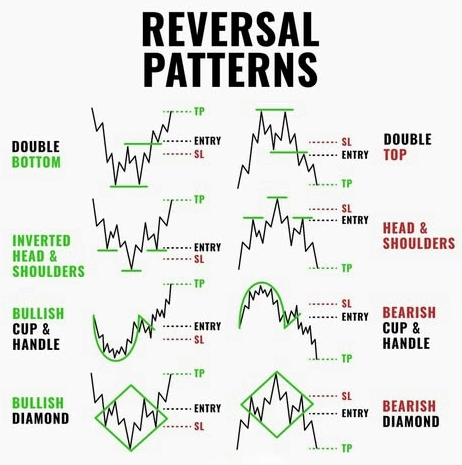 REVERSAL
PATTERNS
DOUBLE
BOTTOM
TP
ENTRY
SL
SL
ENTRY
TP
DOUBLE
TOP
INVERTED
HEAD &
SHOULDERS
TP
ENTRY
SL
SL
ENTRY
TP
HEAD &
SHOULDERS
BULLISH
CUP &
HANDLE
TP
ENTRY
SL
SL
ENTRY
TP
BEARISH
CUP &
HANDLE
BULLISH
DIAMOND
TP
ENTRY
SL
SL
ENTRY
TP
BEARISH
DIAMOND